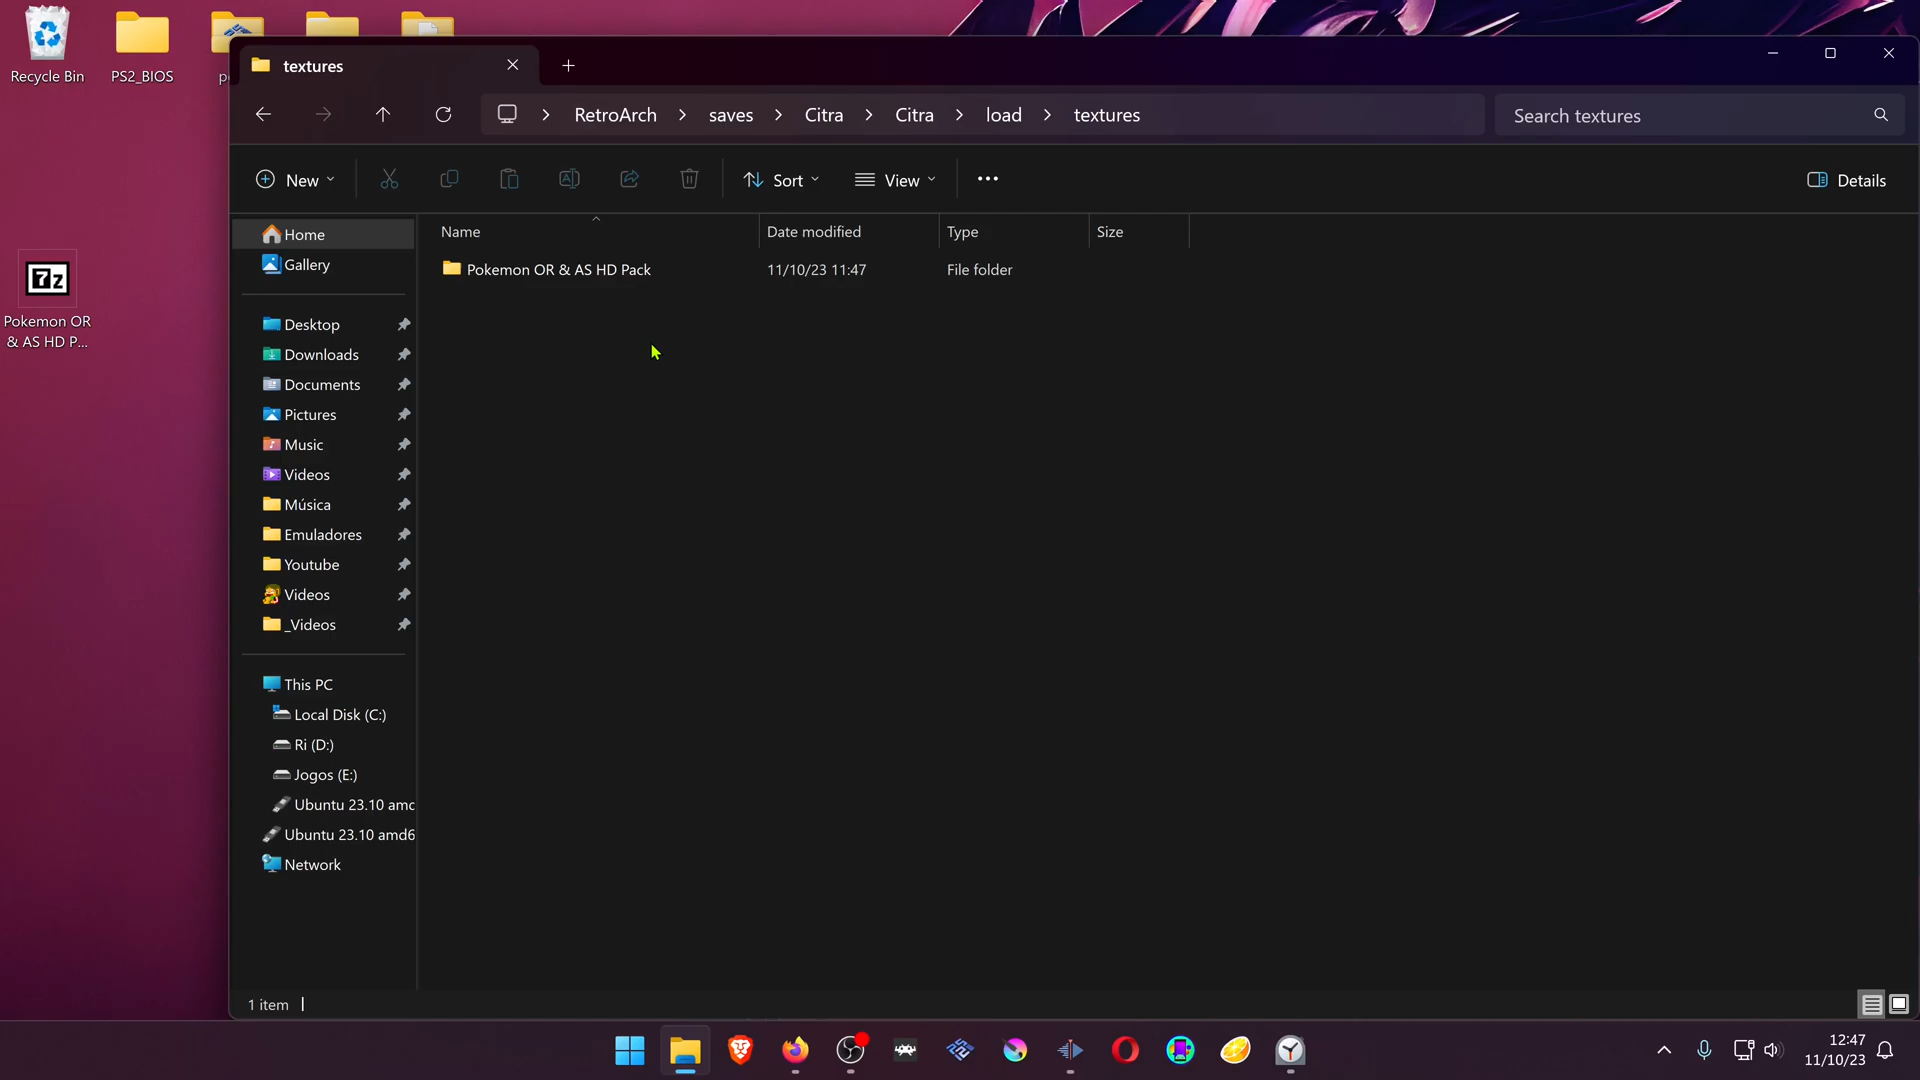 Recycle Bin
PS2_BIOS
textures
RetroArch
saves
Citra
Citra
load
textures
Search textures
New
Sort
View
Details
Name
Date modified
Type
Size
Pokemon OR & AS HD Pack
11/10/23 11:47
File folder
Home
Gallery
Pokemon OR
& AS HD P...
Desktop
Downloads
Documents
Pictures
Music
Videos
Música
Emuladores
Youtube
Videos
_Videos
This PC
Local Disk (C:)
Ri (D:)
Jogos (E:)
Ubuntu 23.10 amd
Ubuntu 23.10 amd6
Network
1 item
12:47
11/10/23